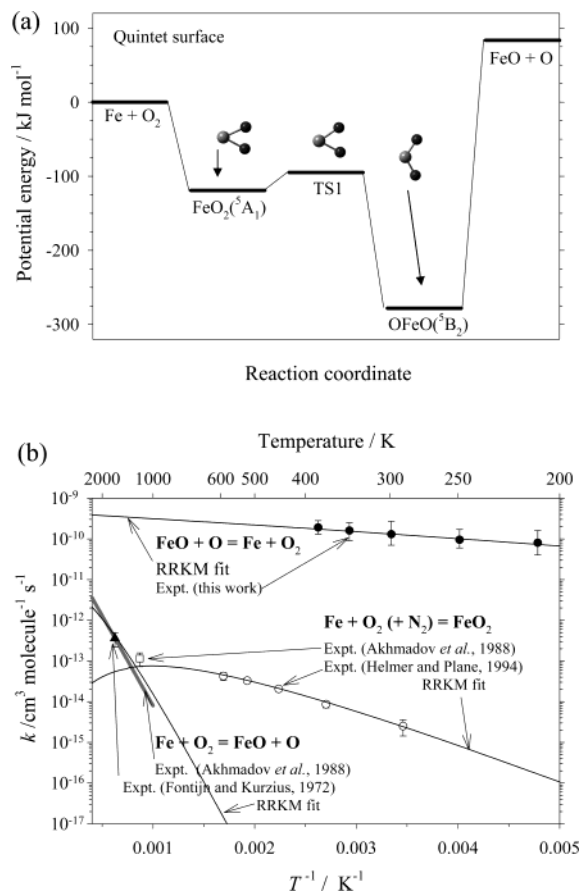 (a)
Quintet surface
Potential energy / kJ mol⁻¹
100
0
-100
-200
-300
Fe + O₂
FeO₂(⁵A₁)
TS1
OFeO(⁵B₂)
FeO + O
Reaction coordinate
(b)
Temperature / K
2000 1000 600 500 400 300 250 200
k /cm³ molecule⁻¹ s⁻¹
10⁻⁹
10⁻¹⁰
10⁻¹¹
10⁻¹²
10⁻¹³
10⁻¹⁴
10⁻¹⁵
10⁻¹⁶
10⁻¹⁷
FeO + O = Fe + O₂
RRKM fit
Expt. (this work)
Fe + O₂ (+ N₂) = FeO₂
Expt. (Akhmadov et al., 1988)
Expt. (Helmer and Plane, 1994)
RRKM fit
Fe + O₂ = FeO + O
Expt. (Akhmadov et al., 1988)
Expt. (Fontijn and Kurzius, 1972)
RRKM fit
0.001 0.002 0.003 0.004 0.005
T⁻¹ / K⁻¹